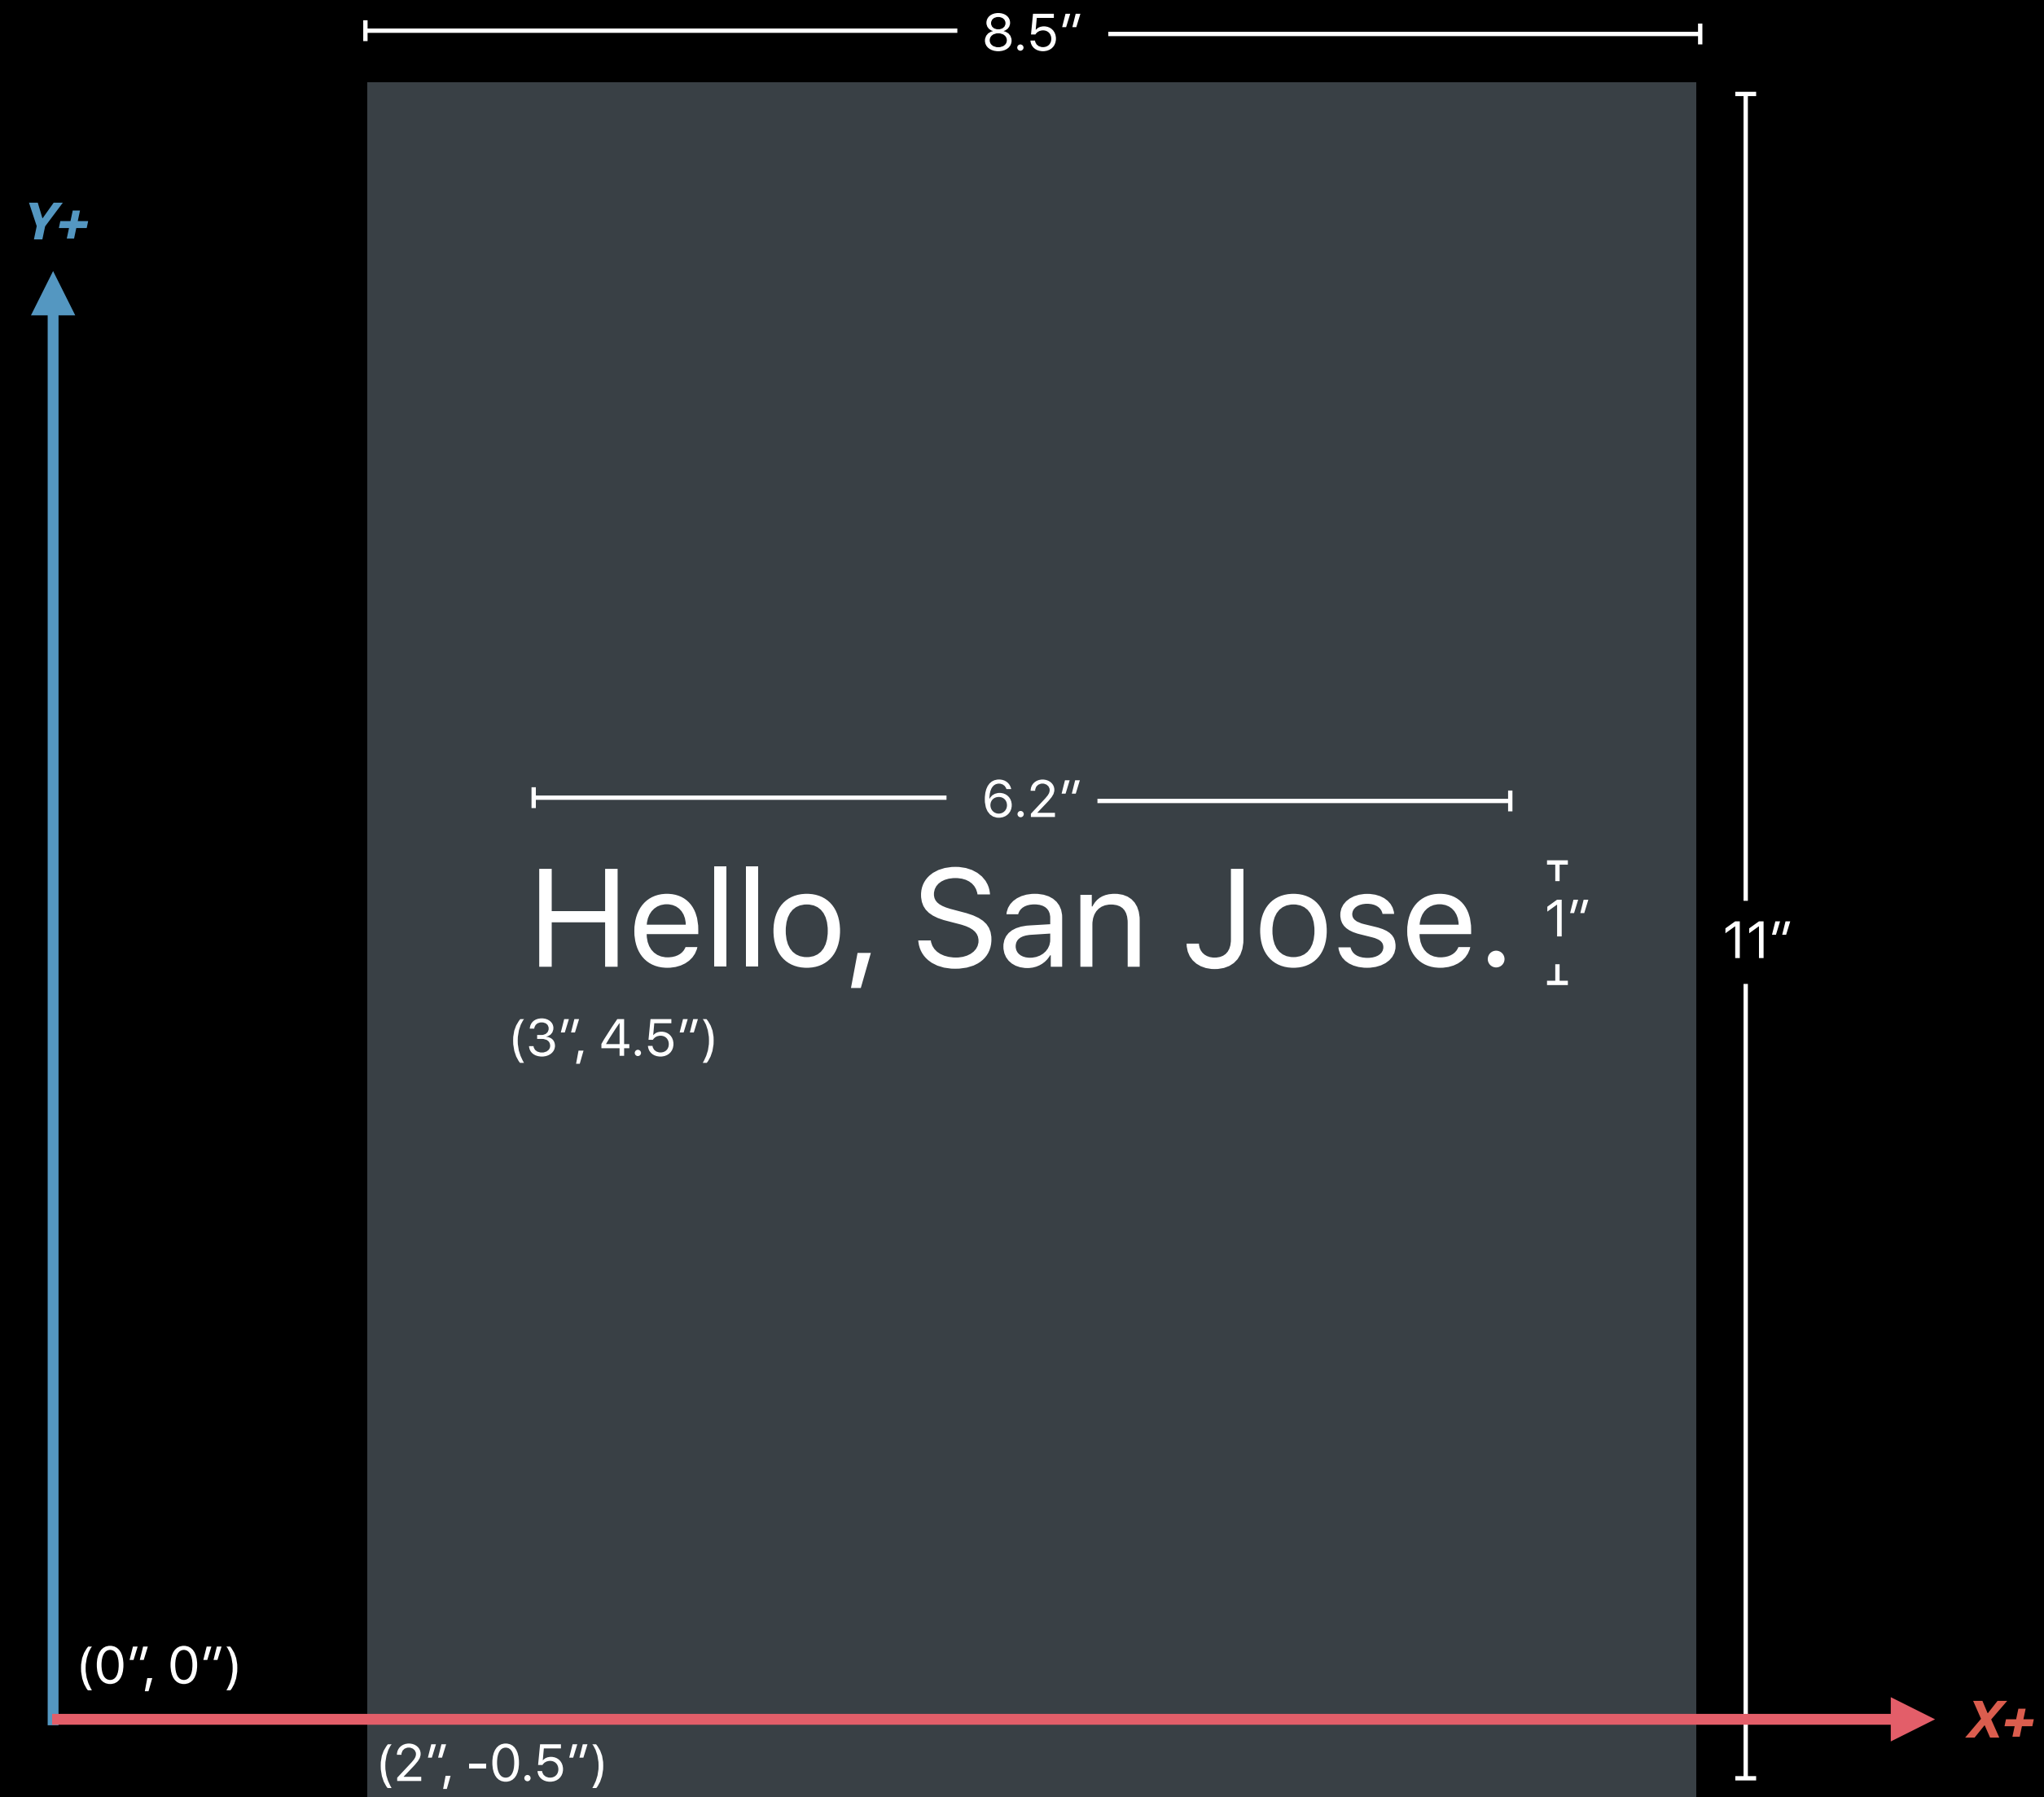 8.5″
Y+
6.2″
Hello, San Jose.
1″
11″
(3″, 4.5″)
(0″, 0″)
X+
(2″, -0.5″)